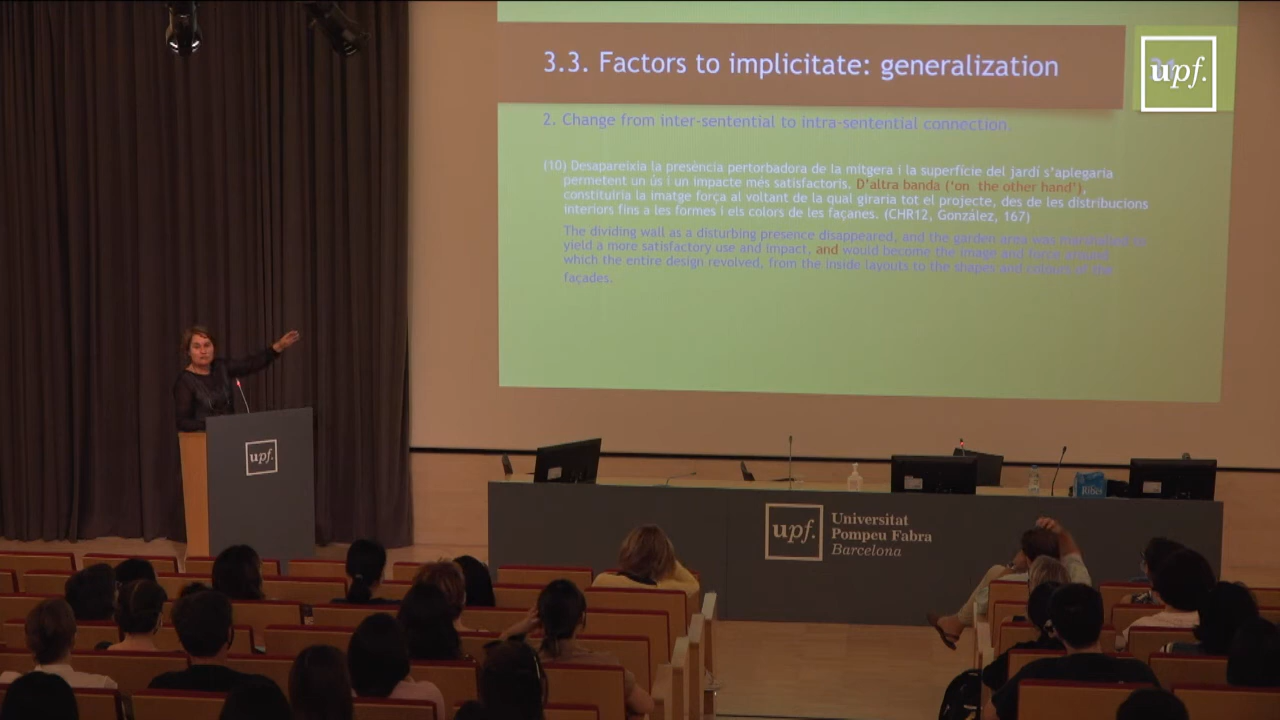 3.3. Factors to implicitate: generalization
upf.
2. Change from inter-sentential to intra-sentential connection.
(10) Desapareixia la presència pertorbadora de la mitgera i la superfície del jardí s'aplegaria
permetent un ús i un impacte més satisfactoris. D'altra banda ('on the other hand'),
constituiria la imatge força al voltant de la qual giraria tot el projecte, des de les distribucions
interiors fins a les formes i els colors de les façanes. (CHR12, González, 167)
The dividing wall as a disturbing presence disappeared, and the garden area was marshalled to
yield a more satisfactory use and impact, and would become the image and force around
which the entire design revolved, from the inside layouts to the shapes and colours of the
façades.
upf.
upf.
Universitat
Pompeu Fabra
Barcelona
Ribes